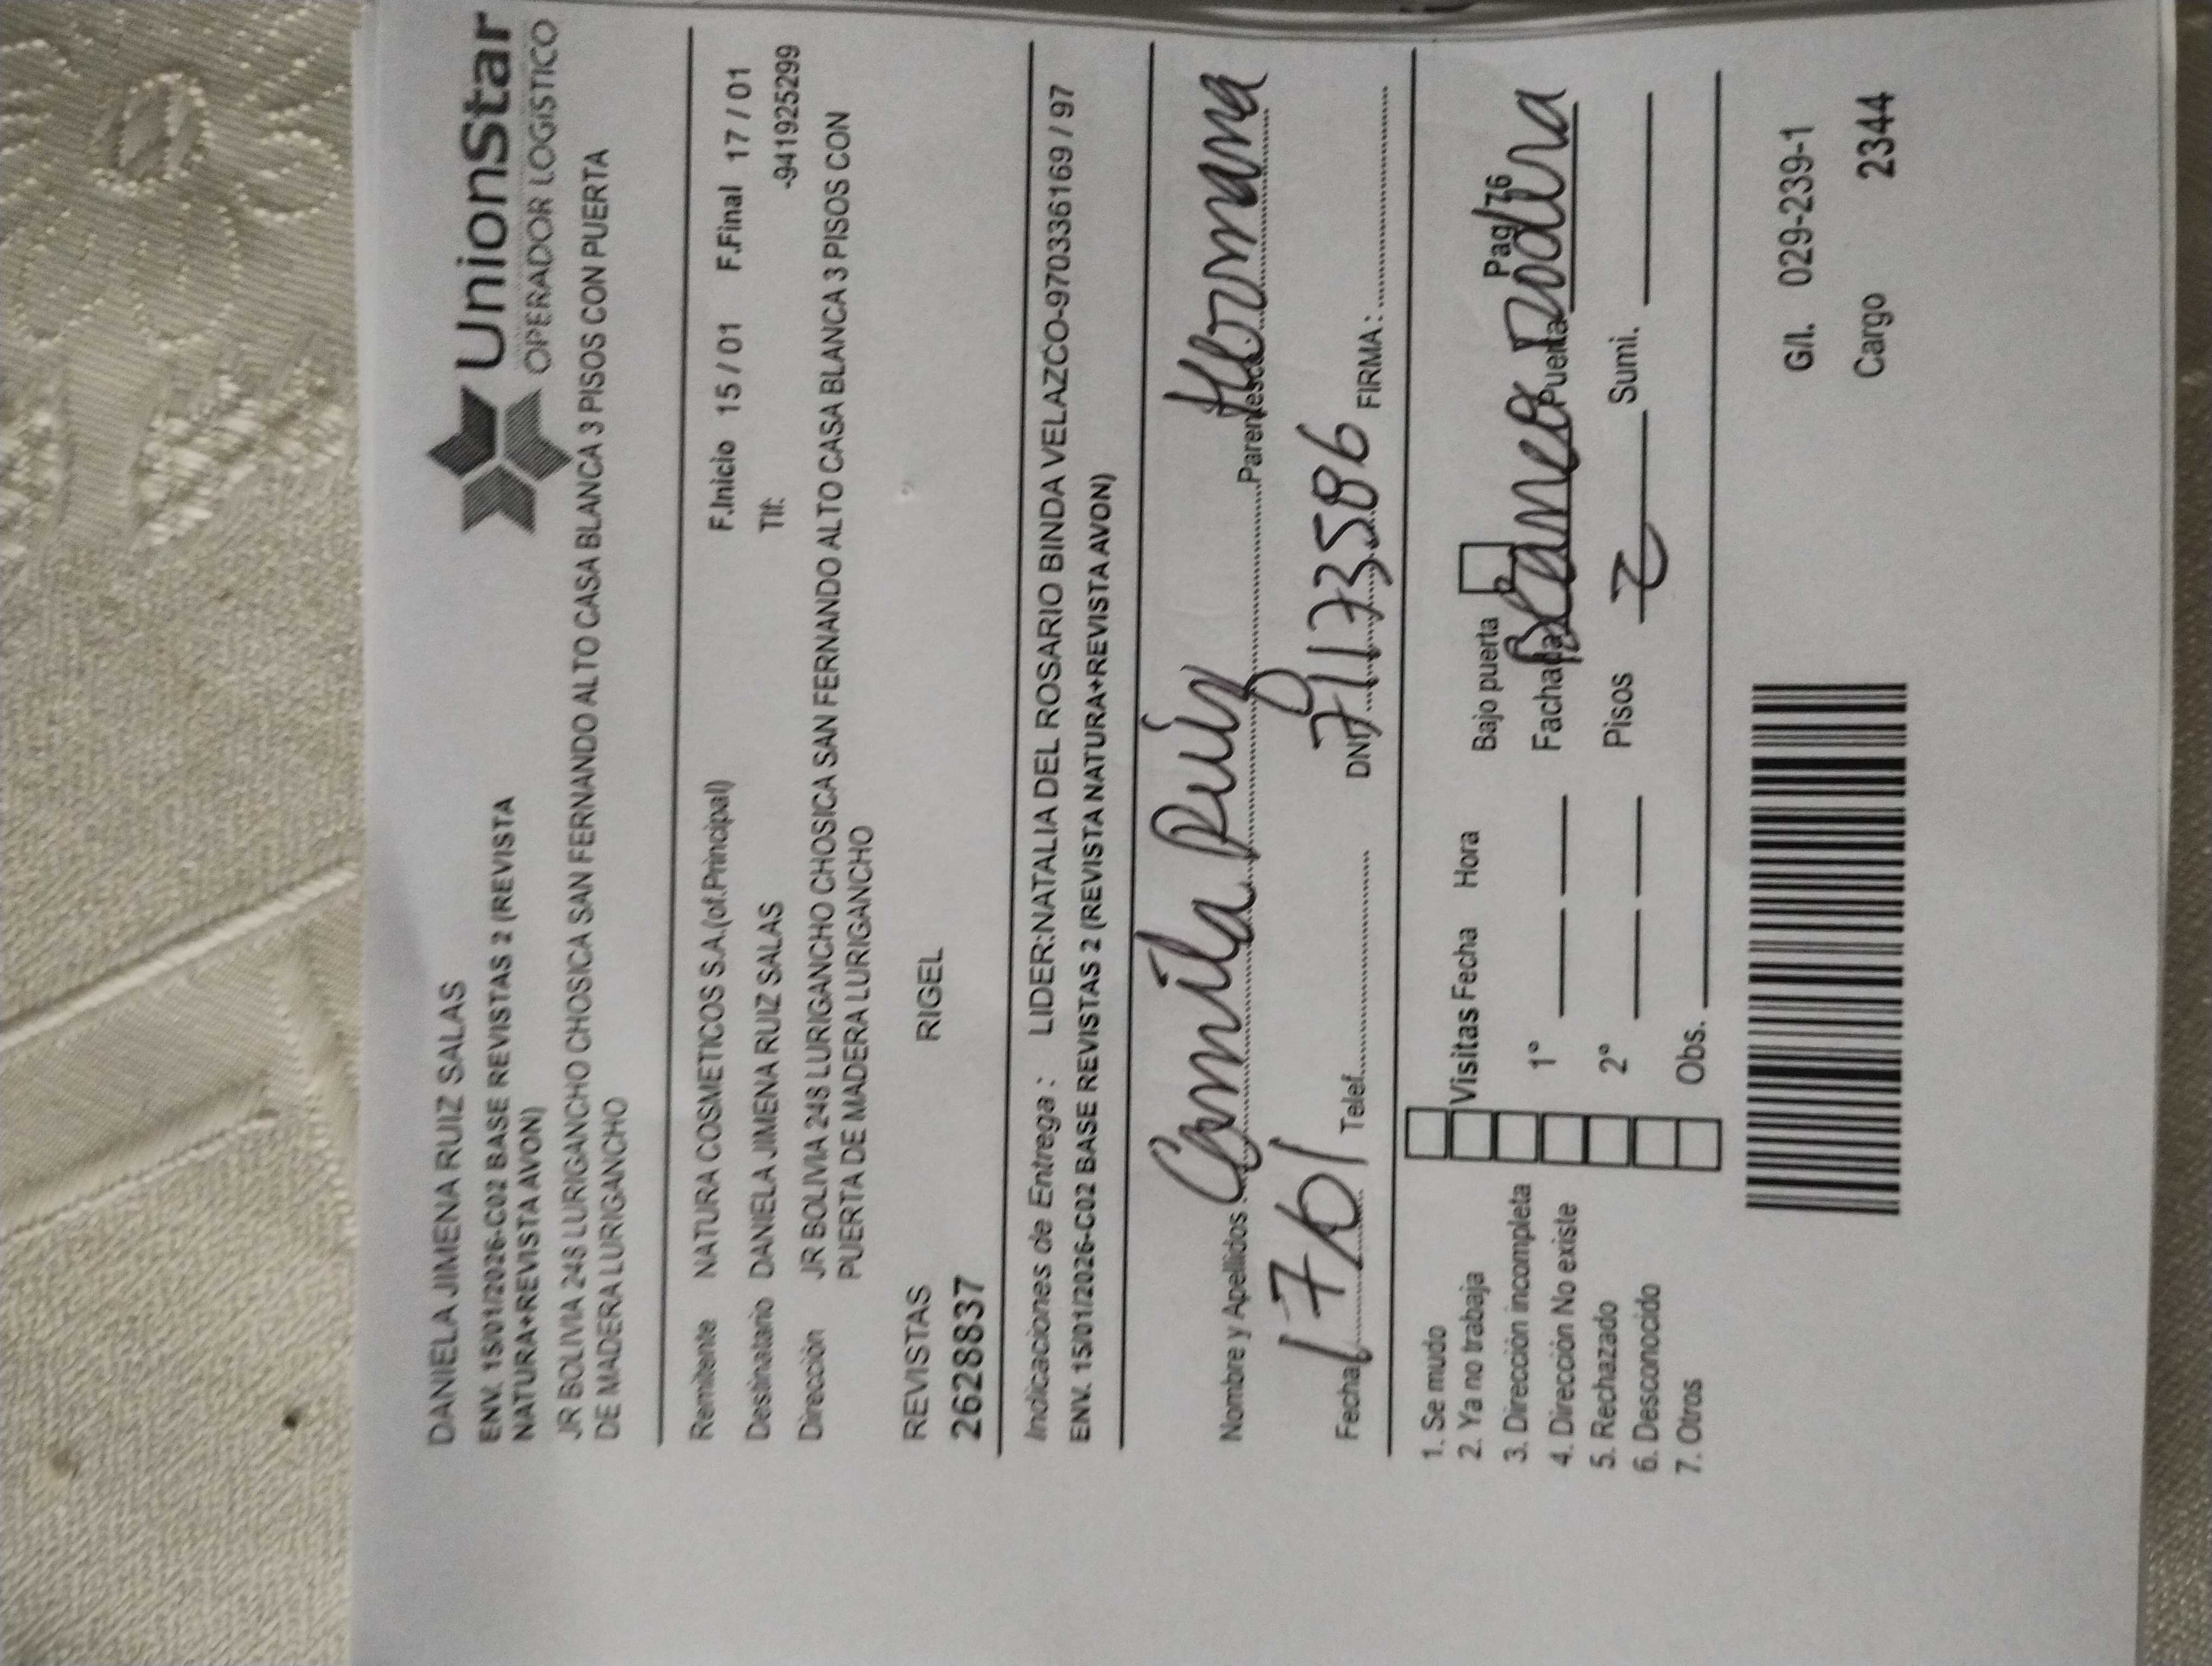 DANIELA JIMENA RUIZ SALAS
UnionStar
OPERADOR LOGÍSTICO
ENV. 15/01/2026-C02 BASE REVISTAS 2 (REVISTA
NATURA+REVISTA AVON)
JR BOLIVIA 248 LURIGANCHO CHOSICA SAN FERNANDO ALTO CASA BLANCA 3 PISOS CON PUERTA
DE MADERA LURIGANCHO
Remitente NATURA COSMETICOS S.A.(of.Principal) F.Inicio 15 / 01 F.Final 17 / 01
Destinatario DANIELA JIMENA RUIZ SALAS Tlf: -941925299
Dirección JR BOLIVIA 248 LURIGANCHO CHOSICA SAN FERNANDO ALTO CASA BLANCA 3 PISOS CON
PUERTA DE MADERA LURIGANCHO
REVISTAS RIGEL
2628837
Indicaciones de Entrega : LIDER:NATALIA DEL ROSARIO BINDA VELAZCO-970336169 / 97
ENV. 15/01/2026-C02 BASE REVISTAS 2 (REVISTA NATURA+REVISTA AVON)
Nombre y Apellidos Camila Ruiz Parentesco Hermana
Fecha 17/01 Telef. DNI 71173586 FIRMA:
1. Se mudo
2. Ya no trabaja Visitas Fecha Hora Bajo puerta Pag/76
3. Dirección incompleta 1° Fachada Blanco Puerta Madera
4. Dirección No existe
5. Rechazado 2° Pisos 2 Sumi.
6. Desconocido
7. Otros Obs.
G/I. 029-239-1
Cargo 2344